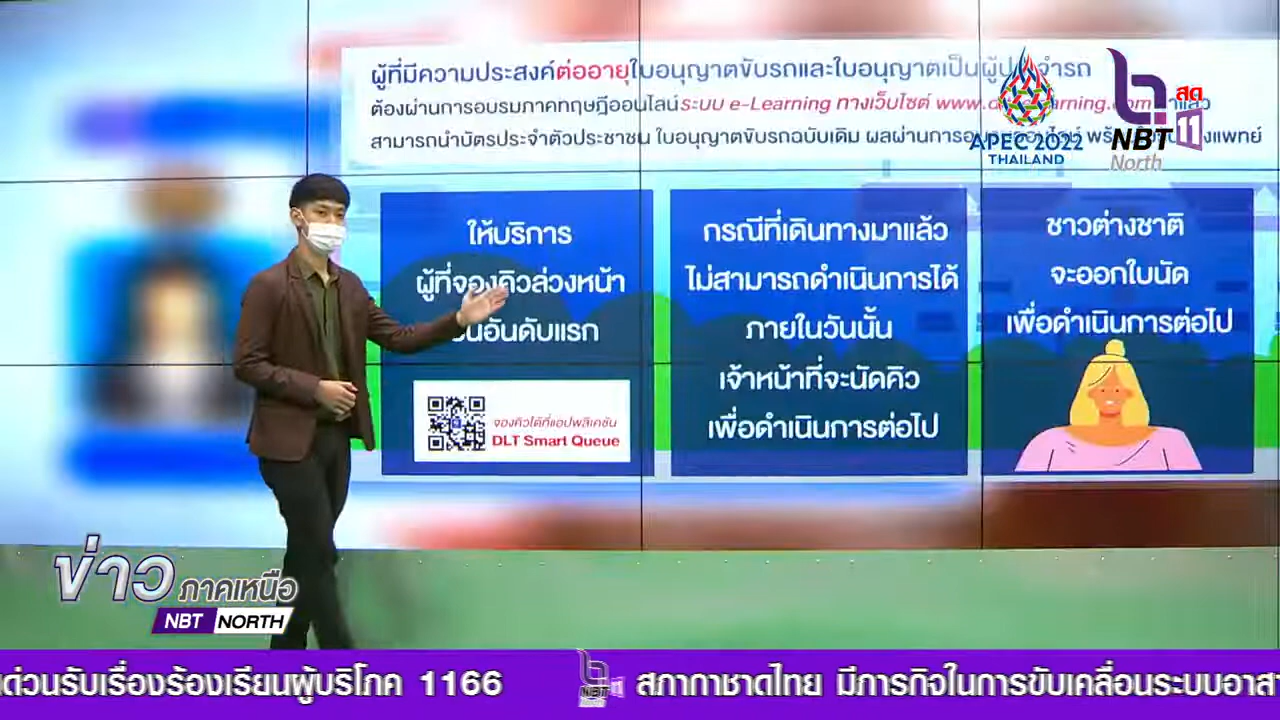 ผู้ที่มีความประสงค์ต่ออายุใบอนุญาตขับรถและใบอนุญาตเป็นผู้ประจำรถ
ต้องผ่านการอบรมภาคทฤษฎีออนไลน์ระบบ e-Learning ทางเว็บไซต์
สามารถนำบัตรประจำตัวประชาชน ใบอนุญาตขับรถฉบับเดิม ผลผ่านการ
APEC 2022
THAILAND
สด
NBT 11
North
ให้บริการ
ผู้ที่จองคิวล่วงหน้า
อันดับแรก
จองคิวได้ที่แอปพลิเคชัน
DLT Smart Queue
กรณีที่เดินทางมาแล้ว
ไม่สามารถดำเนินการได้
ภายในวันนั้น
เจ้าหน้าที่จะนัดคิว
เพื่อดำเนินการต่อไป
ชาวต่างชาติ
จะออกใบนัด
เพื่อดำเนินการต่อไป
ข่าว ภาคเหนือ
NBT NORTH
ด่วนรับเรื่องร้องเรียนผู้บริโภค 1166 NBT 11 สภากาชาดไทย มีภารกิจในการขับเคลื่อนระบบอาสา